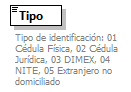 Tipo
Tipo de identificación: 01
Cédula Física, 02 Cédula
Jurídica, 03 DIMEX, 04
NITE, 05 Extranjero no
domiciliado